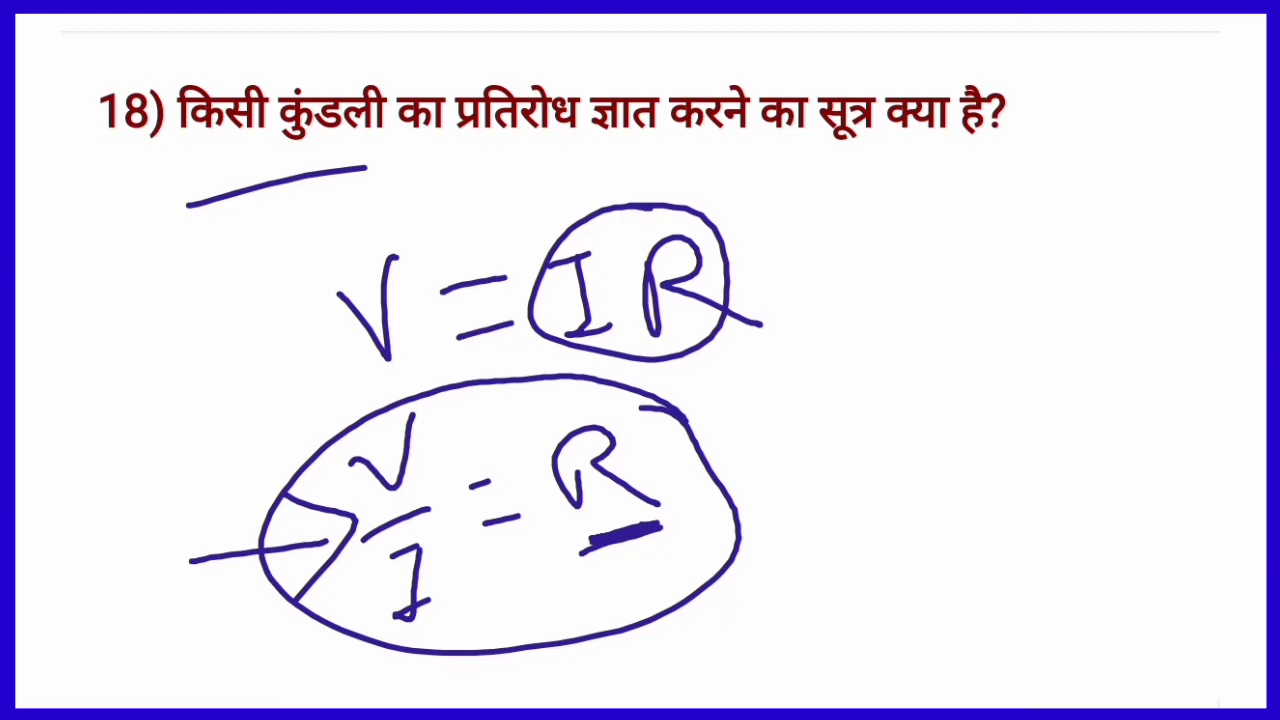 18) किसी कुंडली का प्रतिरोध ज्ञात करने का सूत्र क्या है?
V = IR
V/I = R